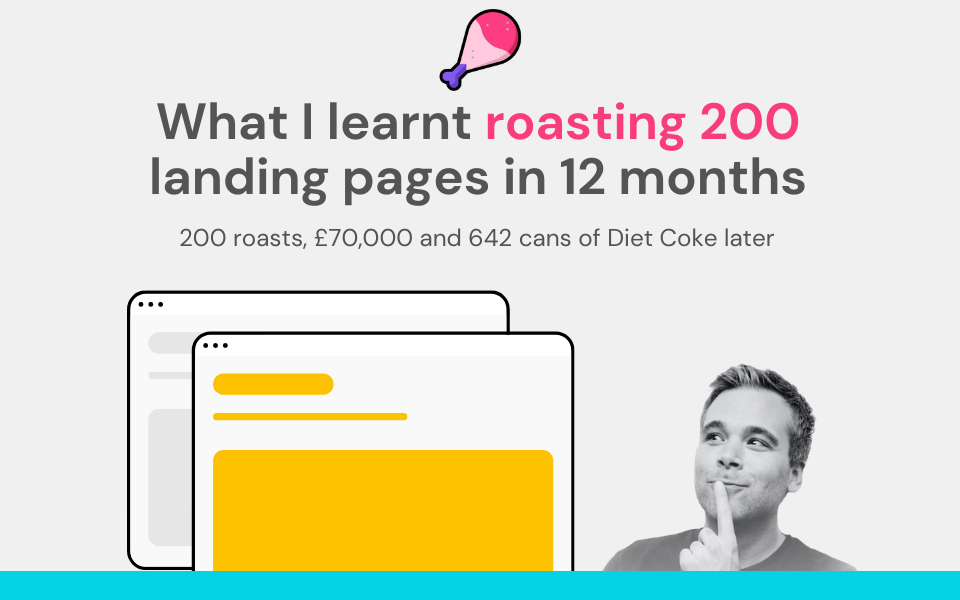 What I learnt roasting 200
landing pages in 12 months
200 roasts, £70,000 and 642 cans of Diet Coke later